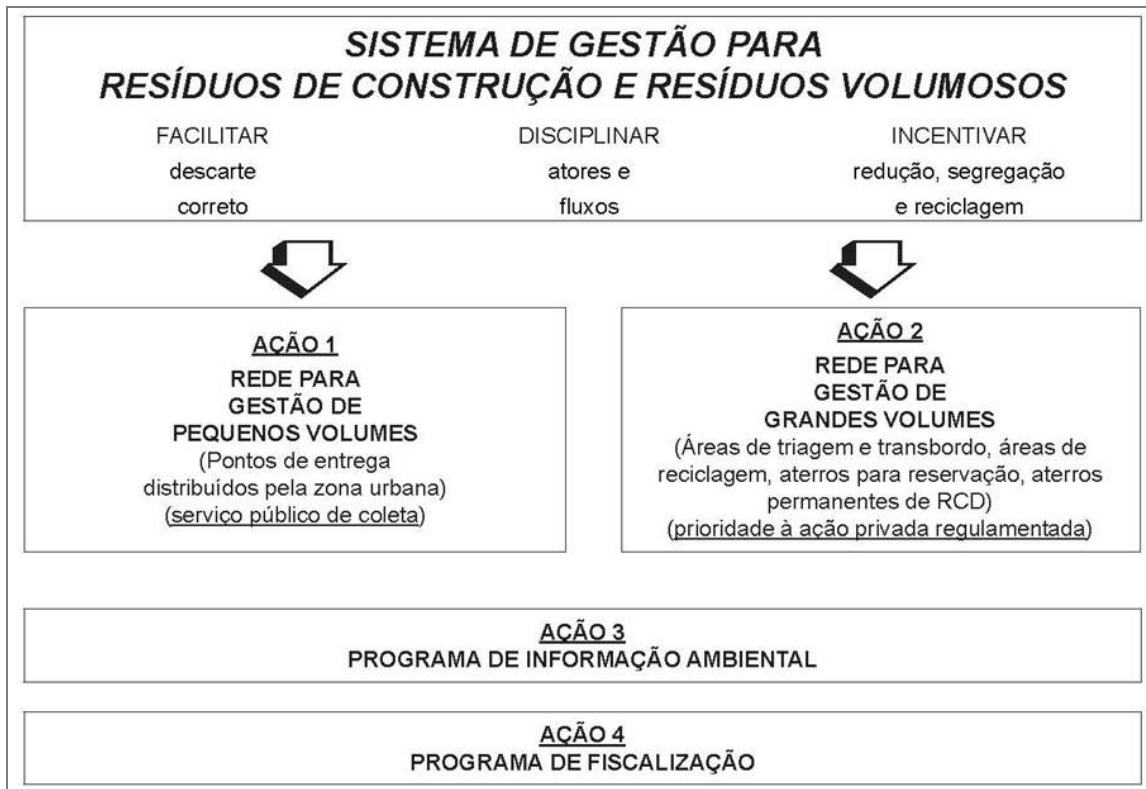 SISTEMA DE GESTÃO PARA
RESÍDUOS DE CONSTRUÇÃO E RESÍDUOS VOLUMOSOS
FACILITAR
descarte
correto
DISCIPLINAR
atores e
fluxos
INCENTIVAR
redução, segregação
e reciclagem
AÇÃO 1
REDE PARA
GESTÃO DE
PEQUENOS VOLUMES
(Pontos de entrega
distribuídos pela zona urbana)
(serviço público de coleta)
AÇÃO 2
REDE PARA
GESTÃO DE
GRANDES VOLUMES
(Áreas de triagem e transbordo, áreas de
reciclagem, aterros para reservação, aterros
permanentes de RCD)
(prioridade à ação privada regulamentada)
AÇÃO 3
PROGRAMA DE INFORMAÇÃO AMBIENTAL
AÇÃO 4
PROGRAMA DE FISCALIZAÇÃO